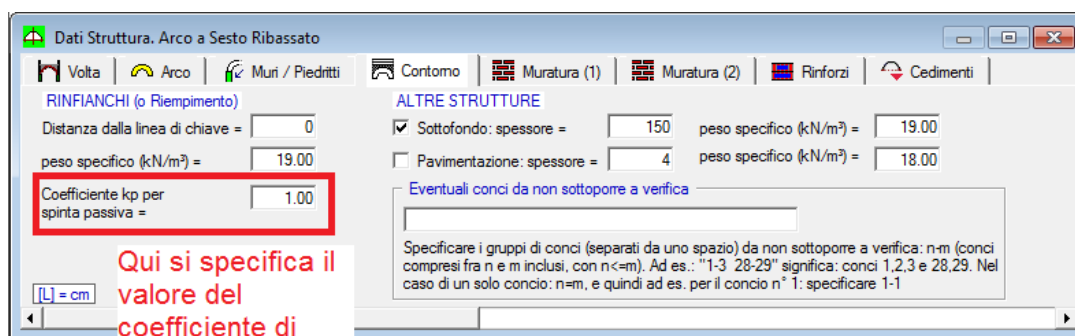 Dati Struttura. Arco a Sesto Ribassato
Volta Arco Muri / Piedritti Contorno Muratura (1) Muratura (2) Rinforzi Cedimenti
RINFIANCHI (o Riempimento)
Distanza dalla linea di chiave = 0
peso specifico (kN/m³) = 19.00
Coefficiente kp per
spinta passiva = 1.00
Qui si specifica il
valore del
coefficiente di
[L] = cm
ALTRE STRUTTURE
Sottofondo: spessore = 150 peso specifico (kN/m³) = 19.00
Pavimentazione: spessore = 4 peso specifico (kN/m³) = 18.00
Eventuali conci da non sottoporre a verifica
Specificare i gruppi di conci (separati da uno spazio) da non sottoporre a verifica: n-m (conci
compresi fra n e m inclusi, con n<=m). Ad es.: "1-3 28-29" significa: conci 1,2,3 e 28,29. Nel
caso di un solo concio: n=m, e quindi ad es. per il concio n° 1: specificare 1-1